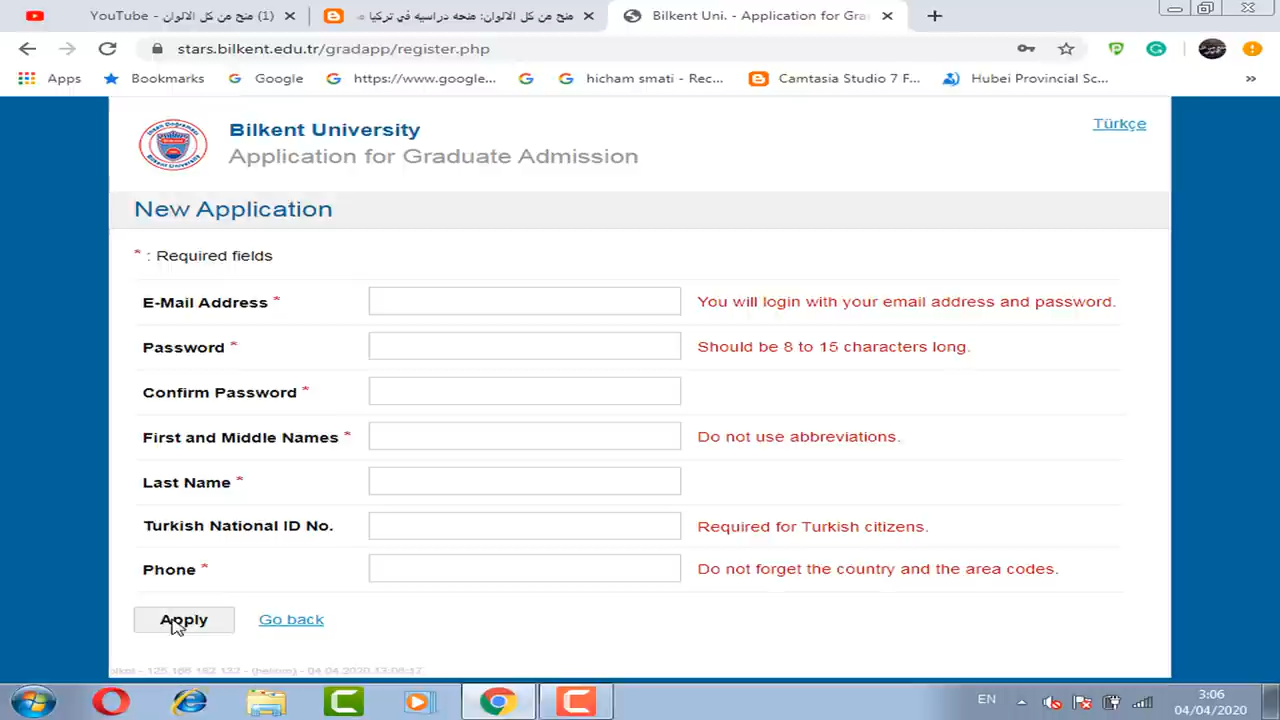 YouTube - منح من كل الالوان (1)
منح من كل الالوان: منحه دراسيه في تركيا
Bilkent Uni. - Application for Gra
stars.bilkent.edu.tr/gradapp/register.php
Apps
Bookmarks
Google
https://www.google...
hicham smati - Rec...
Camtasia Studio 7 F...
Hubei Provincial Sc...
»
Bilkent University
Türkçe
Application for Graduate Admission
New Application
* : Required fields
E-Mail Address * You will login with your email address and password.
Password * Should be 8 to 15 characters long.
Confirm Password *
First and Middle Names * Do not use abbreviations.
Last Name *
Turkish National ID No. Required for Turkish citizens.
Phone * Do not forget the country and the area codes.
Apply Go back
EN
3:06
04/04/2020